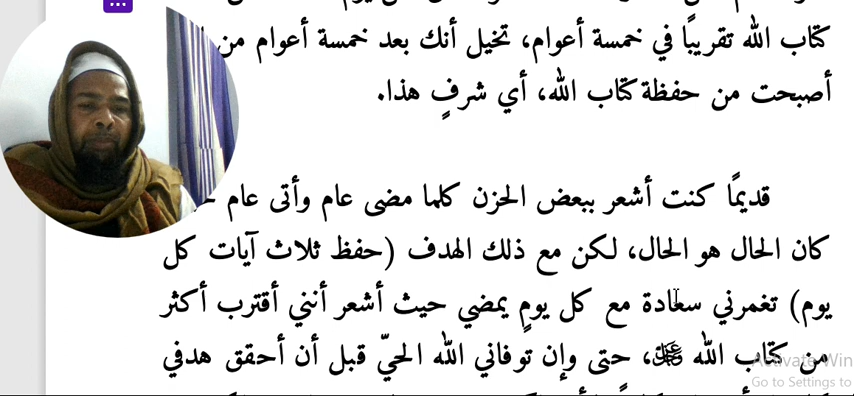 كتاب الله تقريبًا في خمسة أعوام، تخيل أنك بعد خمسة أعوام من
أصبحت من حفظة كتاب الله، أي شرفٍ هذا.
قديمًا كنت أشعر ببعض الحزن كلما مضى عام وأتى عام
كان الحال هو الحال، لكن مع ذلك الهدف (حفظ ثلاث آيات كل
يوم) تغمرني سعادة مع كل يومٍ يمضي حيث أشعر أنني أقترب أكثر
من كتاب الله ﷻ، حتى وإن توفاني الله الحيّ قبل أن أحقق هدفي
Activate Win
Go to Settings to